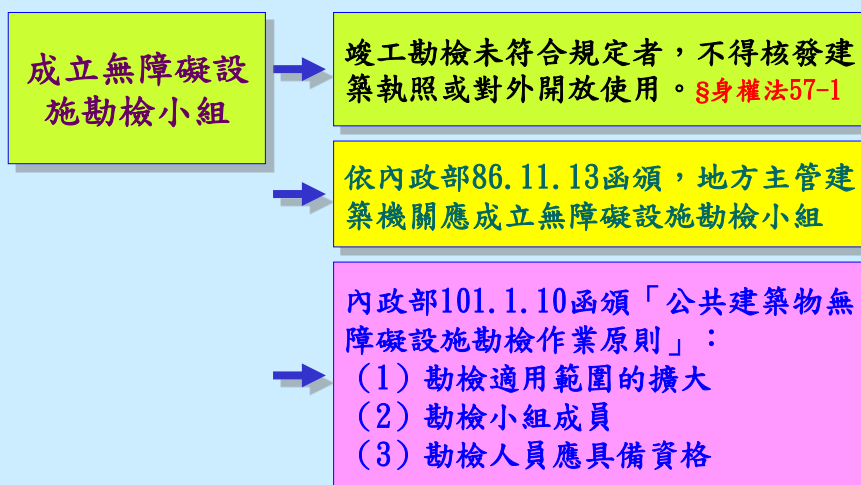 成立無障礙設
施勘檢小組
竣工勘檢未符合規定者，不得核發建
築執照或對外開放使用。§身權法57-1
依內政部86.11.13函頒，地方主管建
築機關應成立無障礙設施勘檢小組
內政部101.1.10函頒「公共建築物無
障礙設施勘檢作業原則」：
（1）勘檢適用範圍的擴大
（2）勘檢小組成員
（3）勘檢人員應具備資格